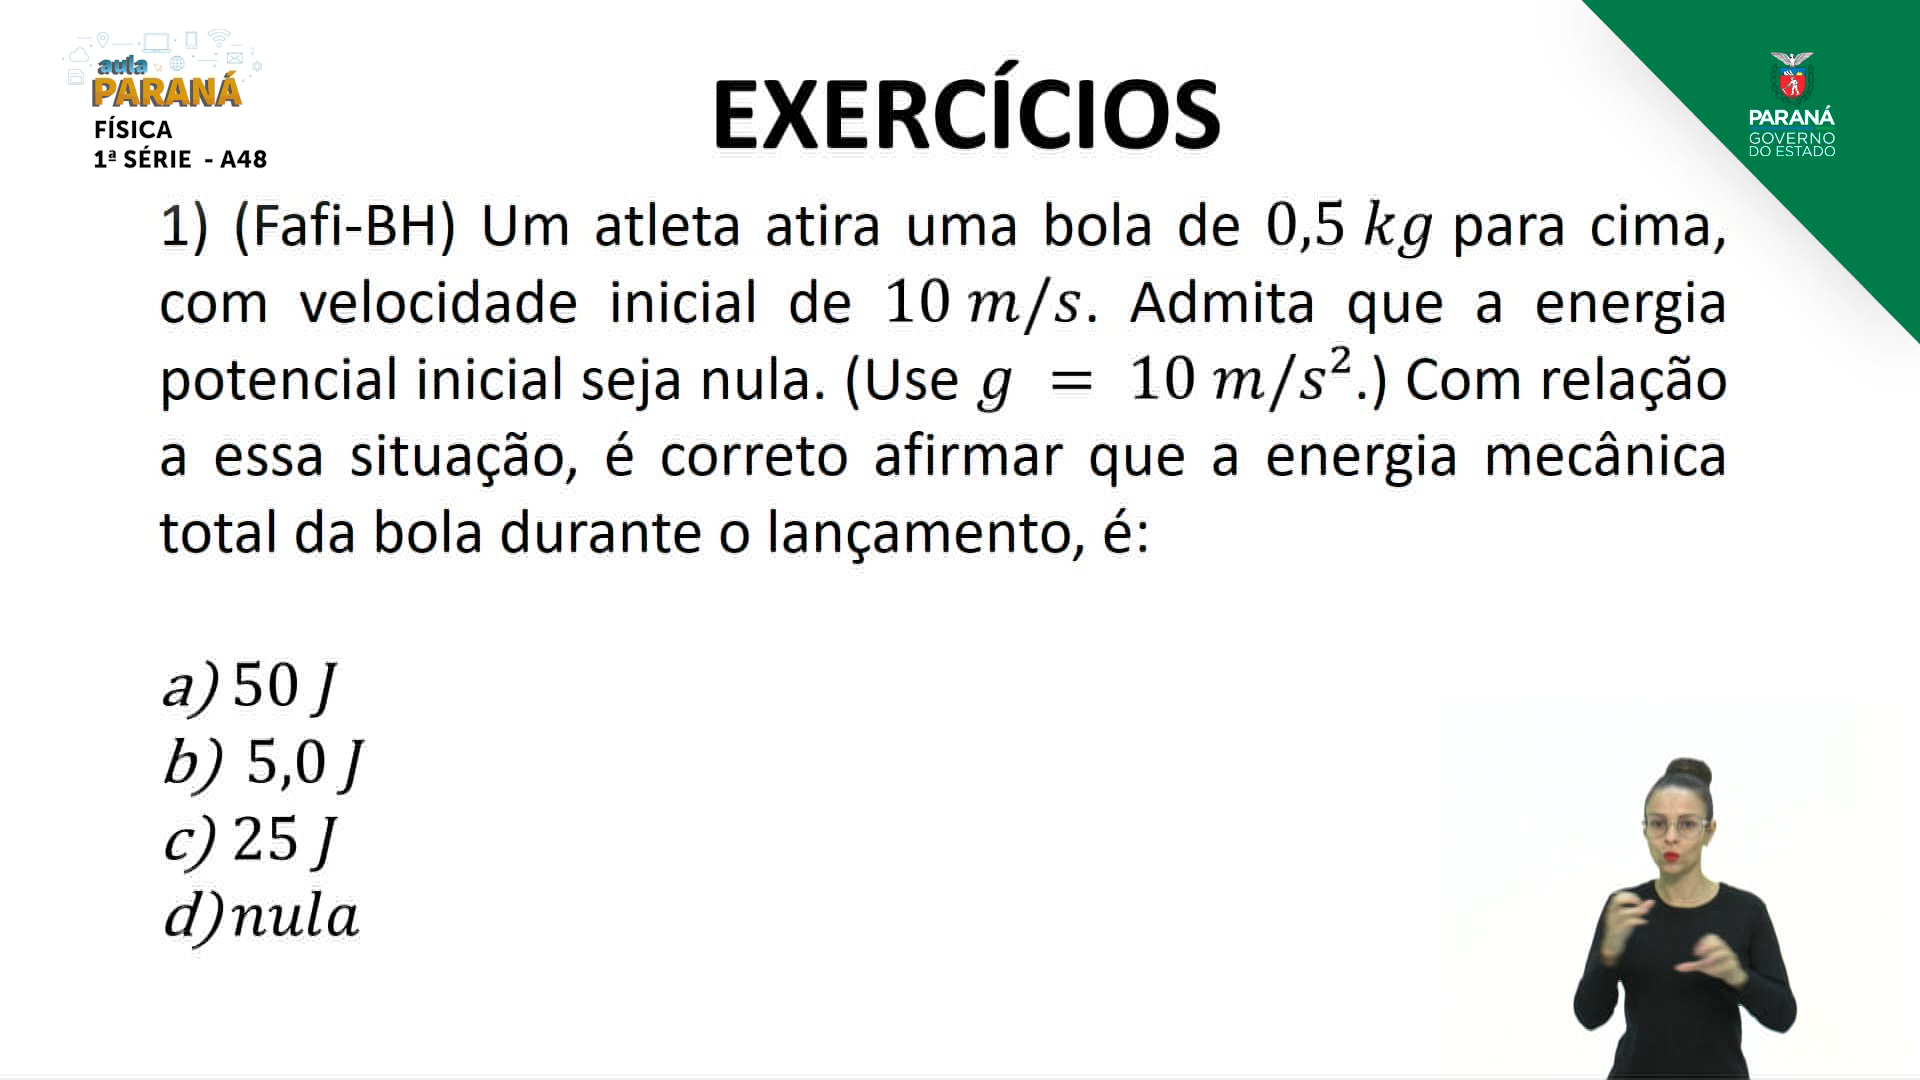 aula
PARANÁ
FÍSICA
1ª SÉRIE - A48
EXERCÍCIOS
PARANÁ
GOVERNO
DO ESTADO
1) (Fafi-BH) Um atleta atira uma bola de 0,5 kg para cima,
com velocidade inicial de 10 m/s. Admita que a energia
potencial inicial seja nula. (Use g = 10 m/s².) Com relação
a essa situação, é correto afirmar que a energia mecânica
total da bola durante o lançamento, é:
a) 50 J
b) 5,0 J
c) 25 J
d) nula